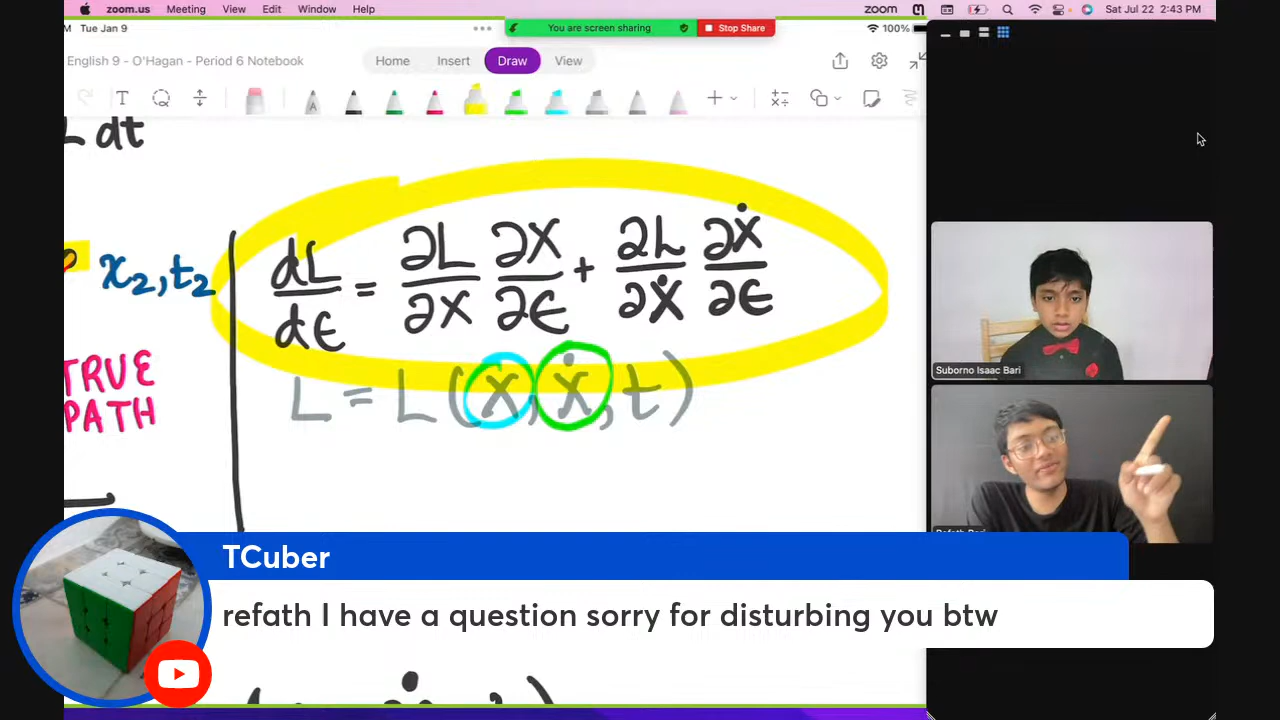 zoom.us Meeting View Edit Window Help
zoom
Sat Jul 22 2:43 PM
Tue Jan 9
You are screen sharing
Stop Share
100%
English 9 - O'Hagan - Period 6 Notebook
Home Insert Draw View
L dt
x₂, t₂
dL/dϵ = ∂L/∂x ∂x/∂ϵ + ∂L/∂ẋ ∂ẋ/∂ϵ
L = L(x, ẋ, t)
TRUE
PATH
Suborno Isaac Bari
TCuber
refath I have a question sorry for disturbing you btw